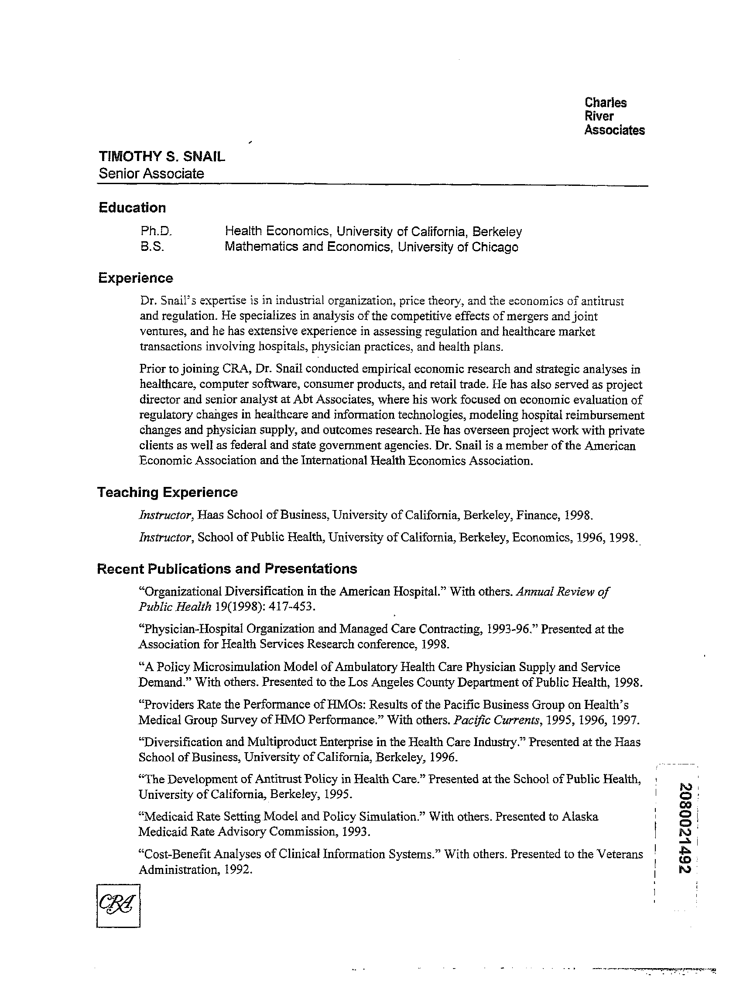 Charles
River
Associates
TIMOTHY S. SNAIL
Senior Associate
Education
Ph.D. Health Economics, University of California, Berkeley
B.S. Mathematics and Economics, University of Chicago
Experience
Dr. Snail's expertise is in industrial organization, price theory, and the economics of antitrust
and regulation. He specializes in analysis of the competitive effects of mergers and joint
ventures, and he has extensive experience in assessing regulation and healthcare market
transactions involving hospitals, physician practices, and health plans.
Prior to joining CRA, Dr. Snail conducted empirical economic research and strategic analyses in
healthcare, computer software, consumer products, and retail trade. He has also served as project
director and senior analyst at Abt Associates, where his work focused on economic evaluation of
regulatory changes in healthcare and information technologies, modeling hospital reimbursement
changes and physician supply, and outcomes research. He has overseen project work with private
clients as well as federal and state government agencies. Dr. Snail is a member of the American
Economic Association and the International Health Economics Association.
Teaching Experience
Instructor, Haas School of Business, University of California, Berkeley, Finance, 1998.
Instructor, School of Public Health, University of California, Berkeley, Economics, 1996, 1998.
Recent Publications and Presentations
“Organizational Diversification in the American Hospital.” With others. Annual Review of
Public Health 19(1998): 417-453.
“Physician-Hospital Organization and Managed Care Contracting, 1993-96.” Presented at the
Association for Health Services Research conference, 1998.
“A Policy Microsimulation Model of Ambulatory Health Care Physician Supply and Service
Demand.” With others. Presented to the Los Angeles County Department of Public Health, 1998.
“Providers Rate the Performance of HMOs: Results of the Pacific Business Group on Health's
Medical Group Survey of HMO Performance.” With others. Pacific Currents, 1995, 1996, 1997.
“Diversification and Multiproduct Enterprise in the Health Care Industry.” Presented at the Haas
School of Business, University of California, Berkeley, 1996.
“The Development of Antitrust Policy in Health Care.” Presented at the School of Public Health,
University of California, Berkeley, 1995.
“Medicaid Rate Setting Model and Policy Simulation.” With others. Presented to Alaska
Medicaid Rate Advisory Commission, 1993.
“Cost-Benefit Analyses of Clinical Information Systems.” With others. Presented to the Veterans
Administration, 1992.
CRA
2080021492